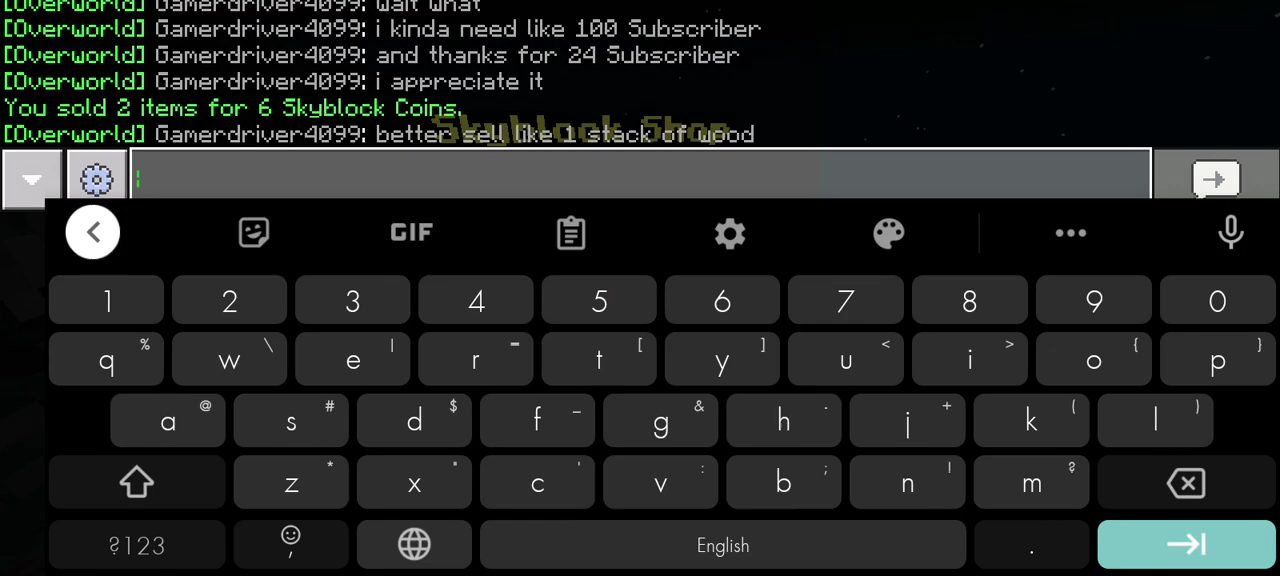 [Overworld] Gamerdriver4099: wait what
[Overworld] Gamerdriver4099: i kinda need like 100 Subscriber
[Overworld] Gamerdriver4099: and thanks for 24 Subscriber
[Overworld] Gamerdriver4099: i appreciate it
You sold 2 items for 6 Skyblock Coins.
[Overworld] Gamerdriver4099: better sell like 1 stack of wood
Skyblock Shop
GIF
1 2 3 4 5 6 7 8 9 0
q % w \ e | r = t [ y ] u < i > o { p }
a @ s # d $ f _ g & h - j + k ( l )
z * x " c ' v : b ; n ! m ?
?123 , English .